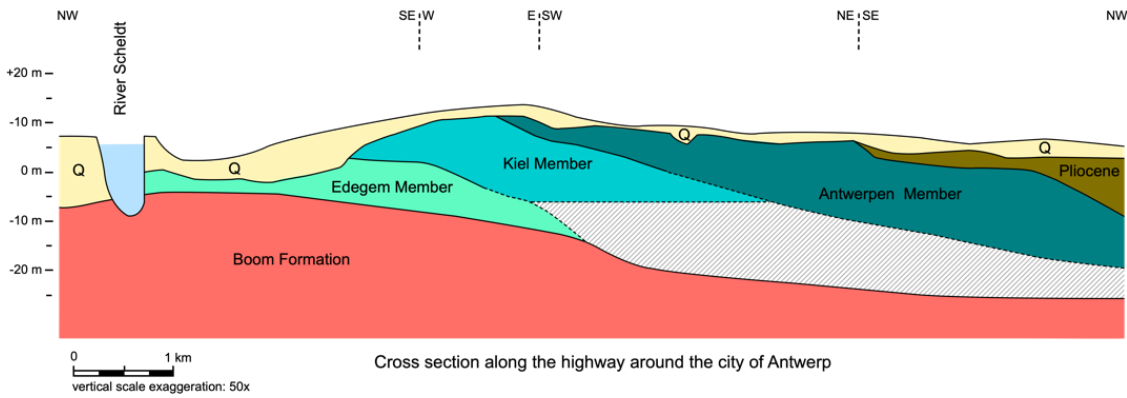 NW
SE W
E SW
NE SE
NW
River Scheldt
+20 m
-10 m
0 m
-10 m
-20 m
Q
Q
Q
Q
Kiel Member
Edegem Member
Antwerpen Member
Pliocene
Boom Formation
0 1 km
vertical scale exaggeration: 50x
Cross section along the highway around the city of Antwerp